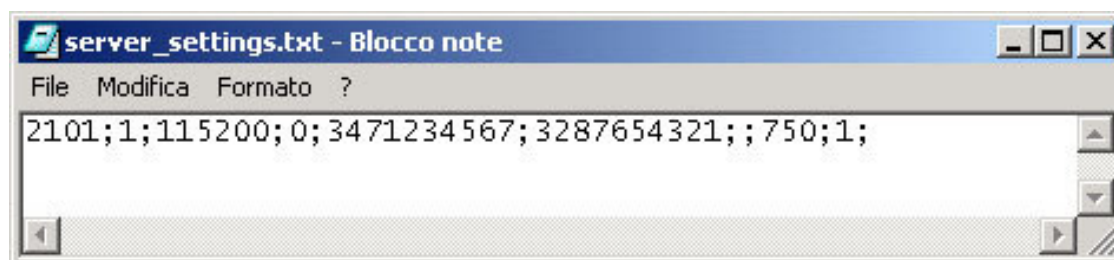 server_settings.txt - Blocco note
File Modifica Formato ?
2101;1;115200;0;3471234567;3287654321;;750;1;